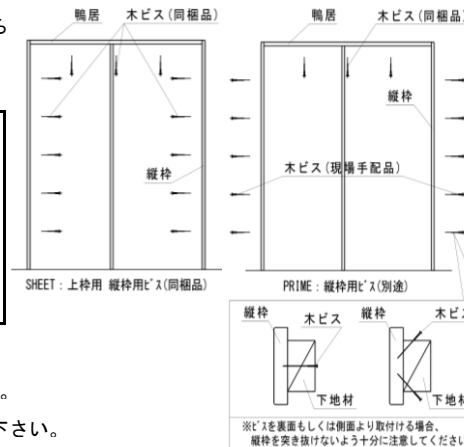 ら
鴨居
木ビス(同梱品)
縦枠
SHEET：上枠用 縦枠用ﾋﾞｽ(同梱品)
鴨居
木ビス(同梱品)
縦枠
木ビス(現場手配品)
PRIME：縦枠用ﾋﾞｽ(別途)
縦枠
木ビス
下地材
縦枠
木ビス
下地材
※ﾋﾞｽを裏面もしくは側面より取付ける場合、
縦枠を突き抜けないよう十分に注意してください
。
下さい。